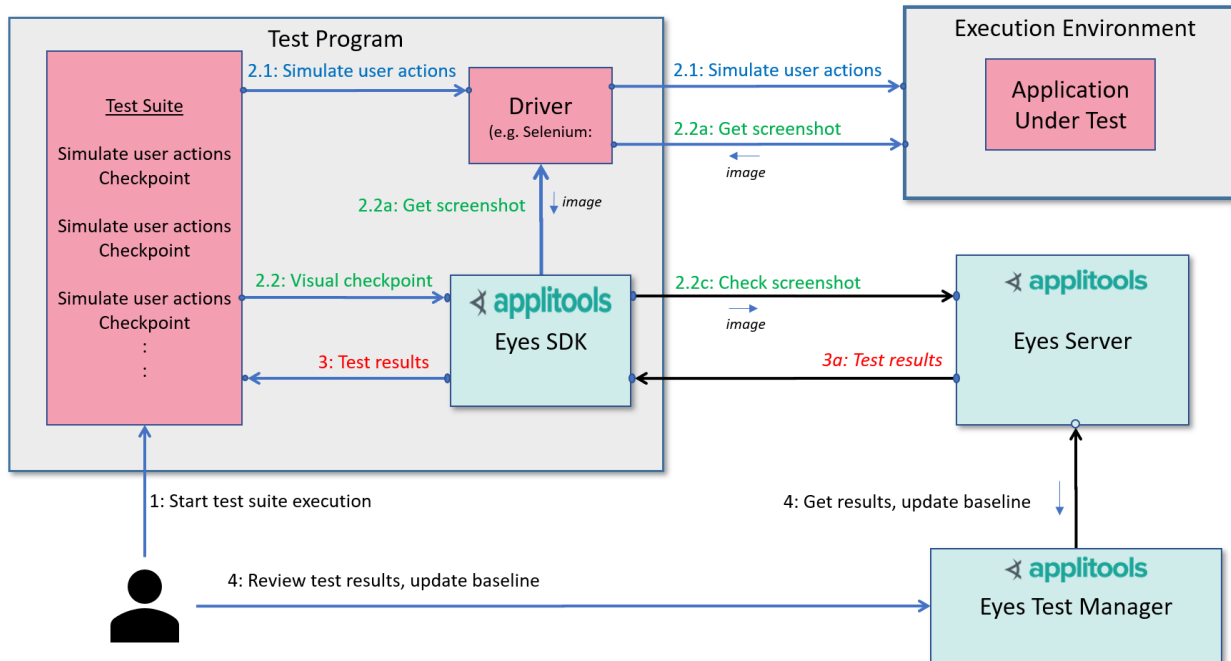 Test Program
Test Suite
Simulate user actions
Checkpoint
Simulate user actions
Checkpoint
Simulate user actions
Checkpoint
:
:
2.1: Simulate user actions
Driver
(e.g. Selenium:
2.2a: Get screenshot
image
2.2: Visual checkpoint
applitools
Eyes SDK
3: Test results
Execution Environment
Application
Under Test
2.1: Simulate user actions
2.2a: Get screenshot
image
2.2c: Check screenshot
image
3a: Test results
applitools
Eyes Server
1: Start test suite execution
4: Get results, update baseline
4: Review test results, update baseline
applitools
Eyes Test Manager